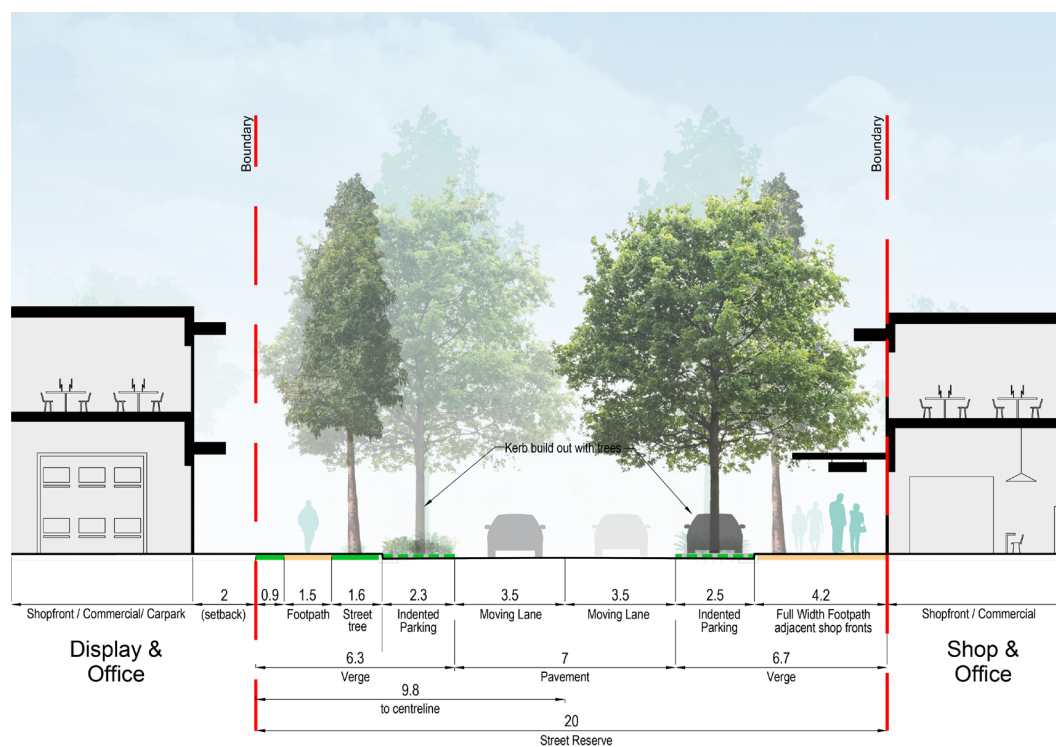 Boundary
Boundary
Kerb build out with trees
2
0.9
1.5
1.6
2.3
3.5
3.5
2.5
4.2
Shopfront / Commercial/ Carpark
(setback)
Footpath
Street
tree
Indented
Parking
Moving Lane
Moving Lane
Indented
Parking
Full Width Footpath
adjacent shop fronts
Shopfront / Commercial
Display &
Office
Shop &
Office
6.3
Verge
7
Pavement
6.7
Verge
9.8
to centreline
20
Street Reserve